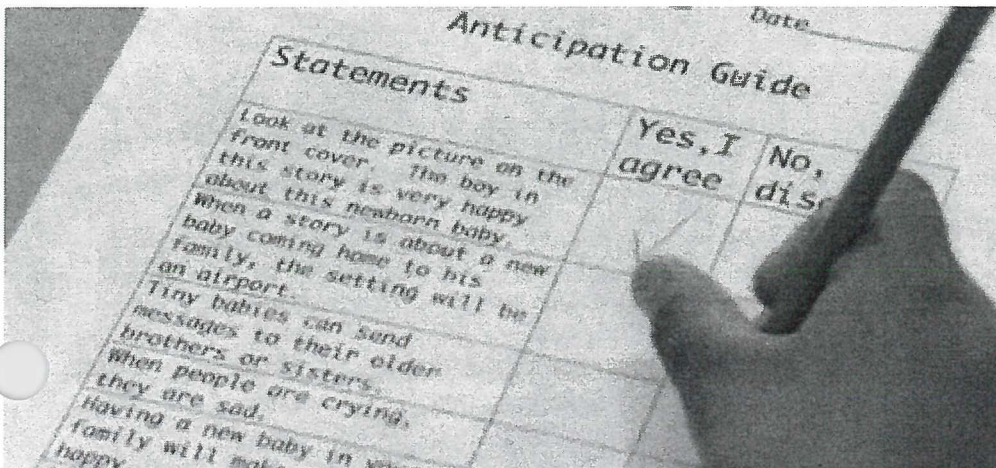 Date
Anticipation Guide
Statements
Yes, I
agree
No,
Look at the picture on the
front cover. The boy in
this story is very happy
about this newborn baby.
When a story is about a new
baby coming home to his
family, the setting will be
an airport.
Tiny babies can send
messages to their older
brothers or sisters.
When people are crying,
they are sad.
Having a new baby in
family will
happy